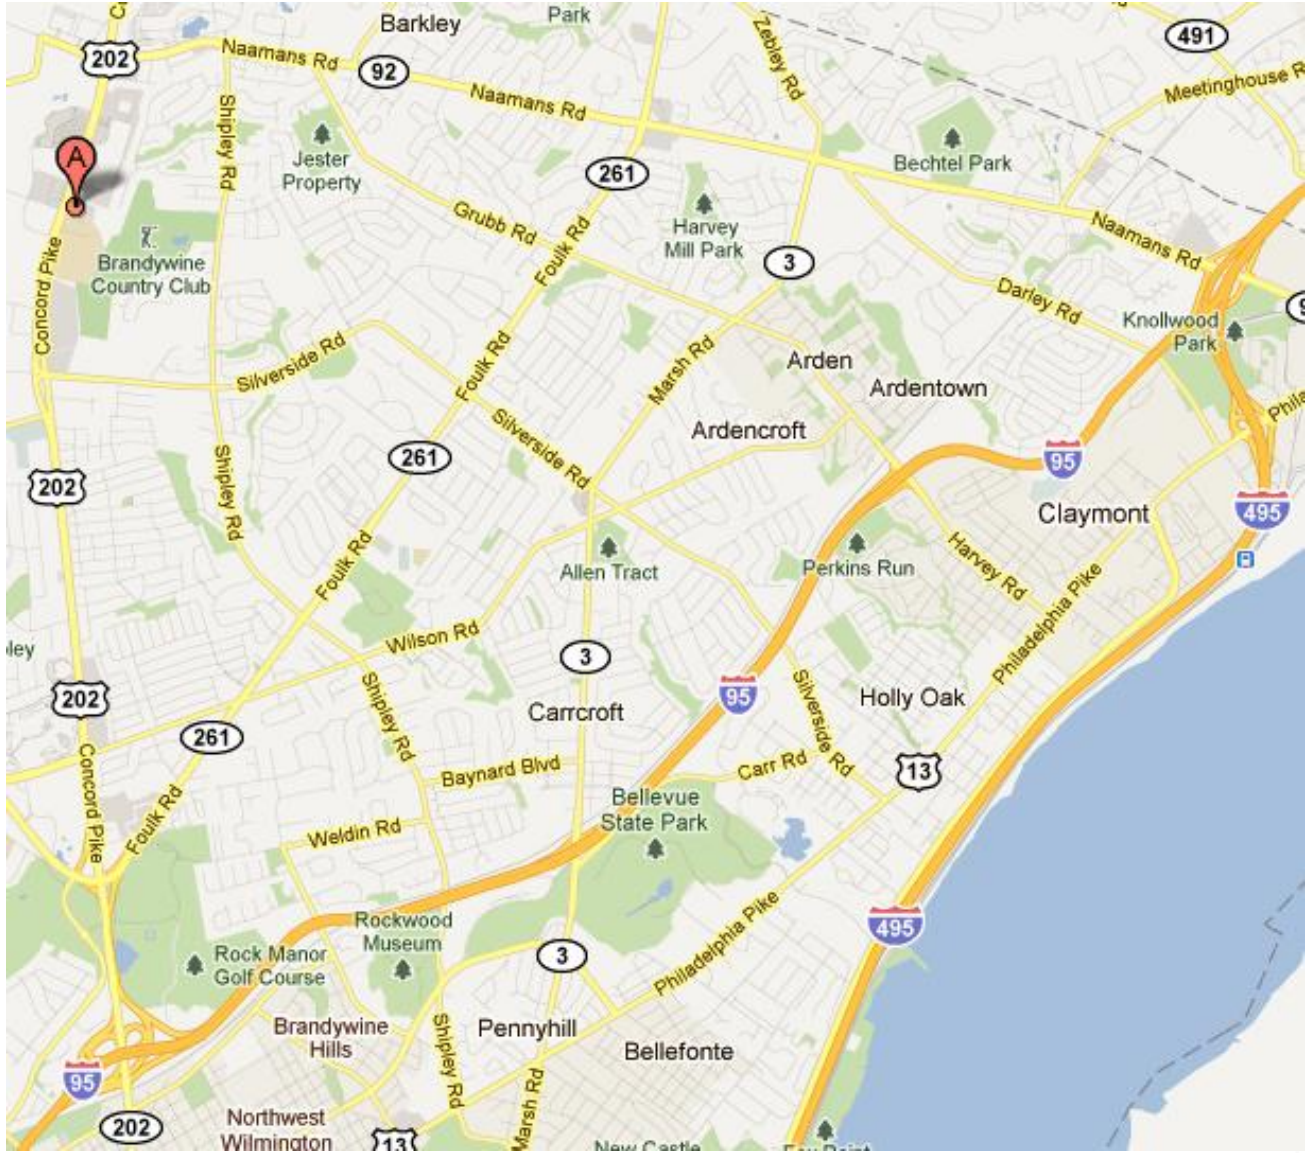 Barkley
Park
202
Naamans Rd
92
Naamans Rd
Zebley Rd
491
Meetinghouse R
A
Shipley Rd
Jester
Property
261
Bechtel Park
Grubb Rd
Foulk Rd
Harvey
Mill Park
3
Naamans Rd
Brandywine
Country Club
Concord Pike
Darley Rd
9
Knollwood
Park
Silverside Rd
Foulk Rd
Marsh Rd
Arden
Ardentown
Phila
Silverside Rd
Ardencroft
261
95
202
Shipley Rd
Claymont
495
Allen Tract
Perkins Run
Harvey Rd
Foulk Rd
Philadelphia Pike
ley
Wilson Rd
3
202
Shipley Rd
95
Silverside Rd
Holly Oak
Carrcroft
261
Concord Pike
Baynard Blvd
Carr Rd
13
Foulk Rd
Weldin Rd
Bellevue
State Park
Rockwood
Museum
495
Philadelphia Pike
Rock Manor
Golf Course
3
Brandywine
Hills
Shipley Rd
Pennyhill
Bellefonte
95
Marsh Rd
202
Northwest
Wilmington
13
New Castle
Fox Point